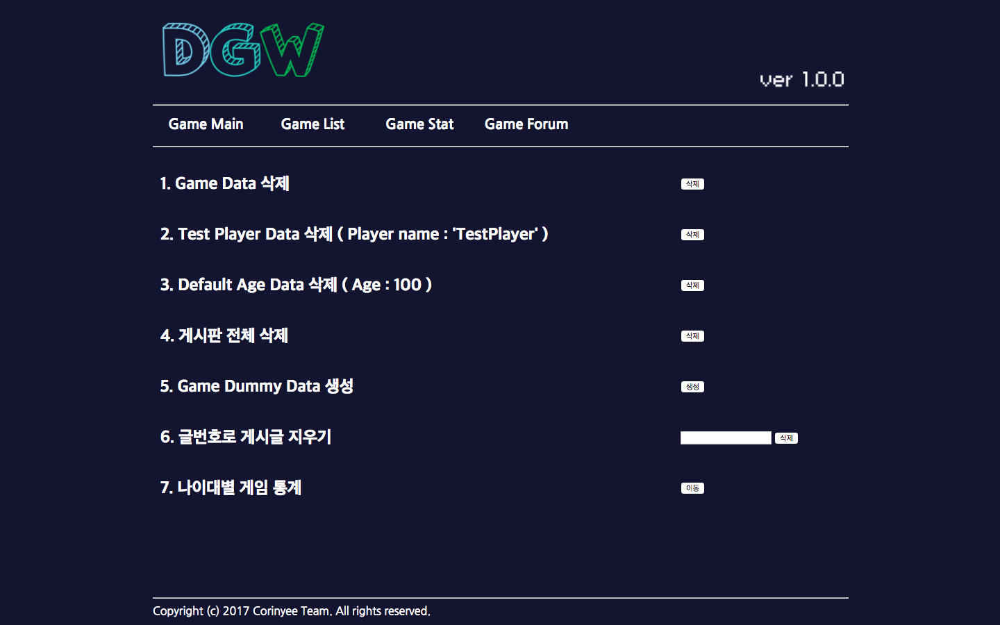 DGW
ver 1.0.0
Game Main Game List Game Stat Game Forum
1. Game Data 삭제 삭제
2. Test Player Data 삭제 ( Player name : 'TestPlayer' ) 삭제
3. Default Age Data 삭제 ( Age : 100 ) 삭제
4. 게시판 전체 삭제 삭제
5. Game Dummy Data 생성 생성
6. 글번호로 게시글 지우기 삭제
7. 나이대별 게임 통계 이동
Copyright (c) 2017 Corinyee Team. All rights reserved.